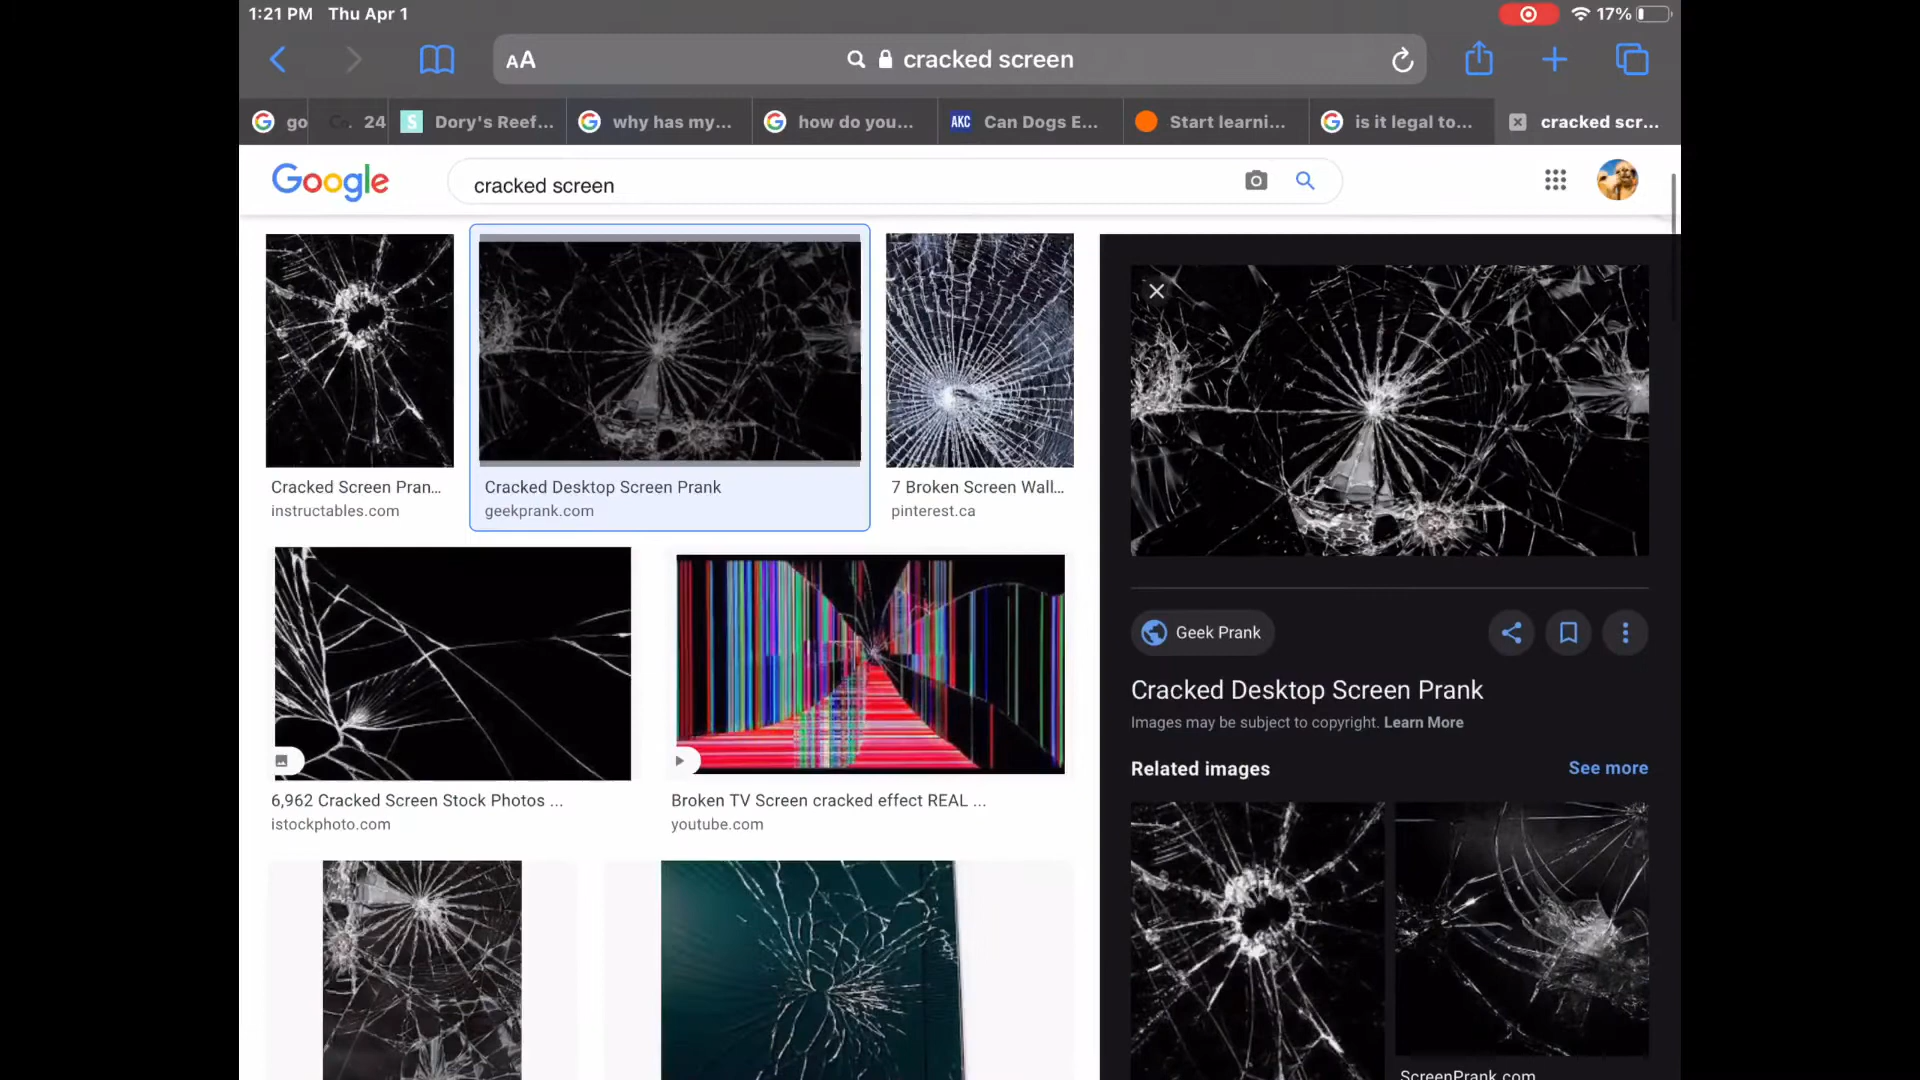 1:21 PM Thu Apr 1
17%
AA
cracked screen
go
24
S
Dory's Reef...
why has my...
how do you...
AKC
Can Dogs E...
Start learni...
is it legal to...
cracked scr...
Google
cracked screen
Cracked Screen Pran...
instructables.com
Cracked Desktop Screen Prank
geekprank.com
7 Broken Screen Wall...
pinterest.ca
6,962 Cracked Screen Stock Photos ...
istockphoto.com
Broken TV Screen cracked effect REAL ...
youtube.com
Geek Prank
Cracked Desktop Screen Prank
Images may be subject to copyright. Learn More
Related images
See more
ScreenPrank.com